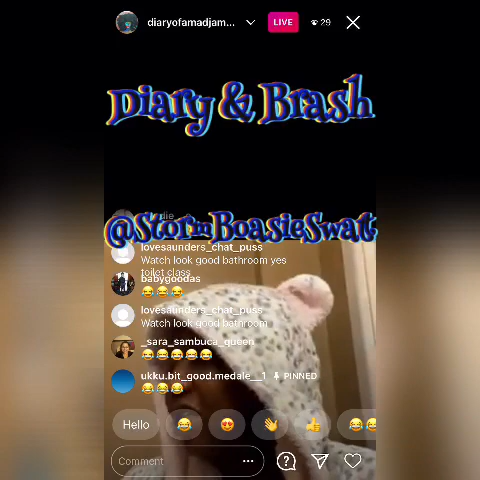 diaryofamadjam...
LIVE
29
Diary & Brash
@StormBoasieSwatt
lovesaunders_chat_puss
Watch look good bathroom yes
toilet class
babygoodas
😂😂😂
lovesaunders_chat_puss
Watch look good bathroom
_sara_sambuca_queen
😂😂😂😂😂
ukku.bit_good.medale__1 PINNED
😂😂😂
Hello 😂 😍 👋 👍 😂😂
Comment